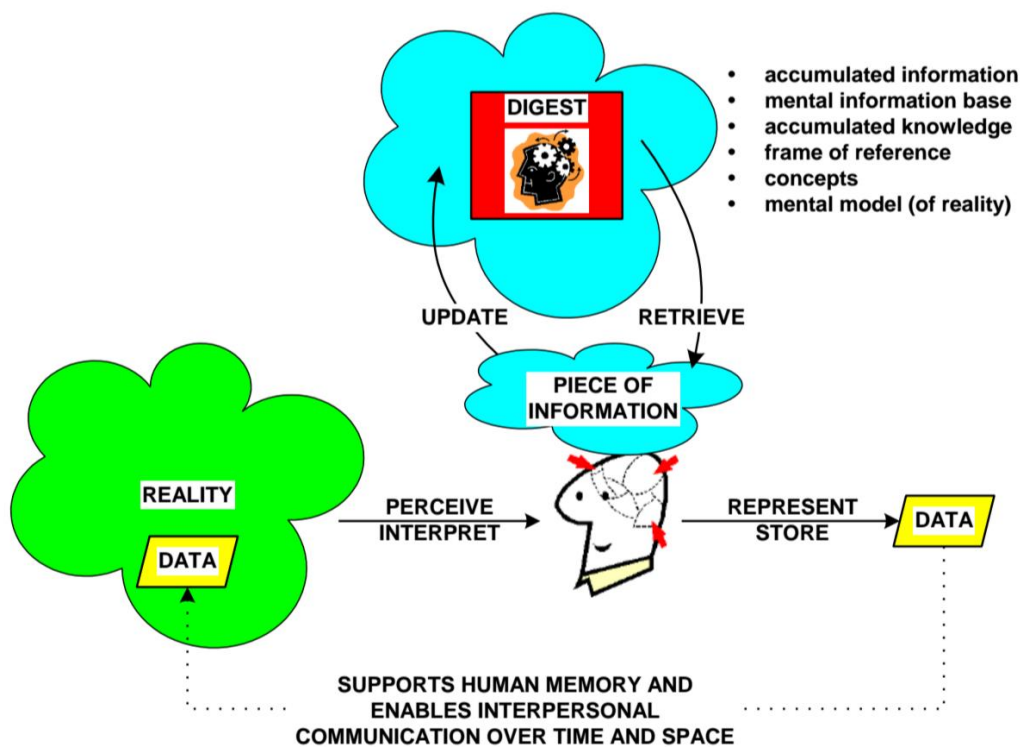 DIGEST
• accumulated information
• mental information base
• accumulated knowledge
• frame of reference
• concepts
• mental model (of reality)
UPDATE
RETRIEVE
PIECE OF
INFORMATION
REALITY
DATA
PERCEIVE
INTERPRET
REPRESENT
STORE
DATA
SUPPORTS HUMAN MEMORY AND
ENABLES INTERPERSONAL
COMMUNICATION OVER TIME AND SPACE